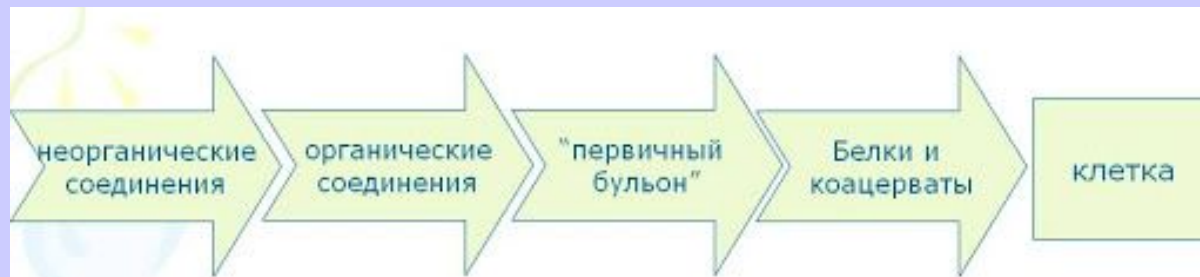 неорганические
соединения
органические
соединения
"первичный
бульон"
Белки и
коацерваты
клетка